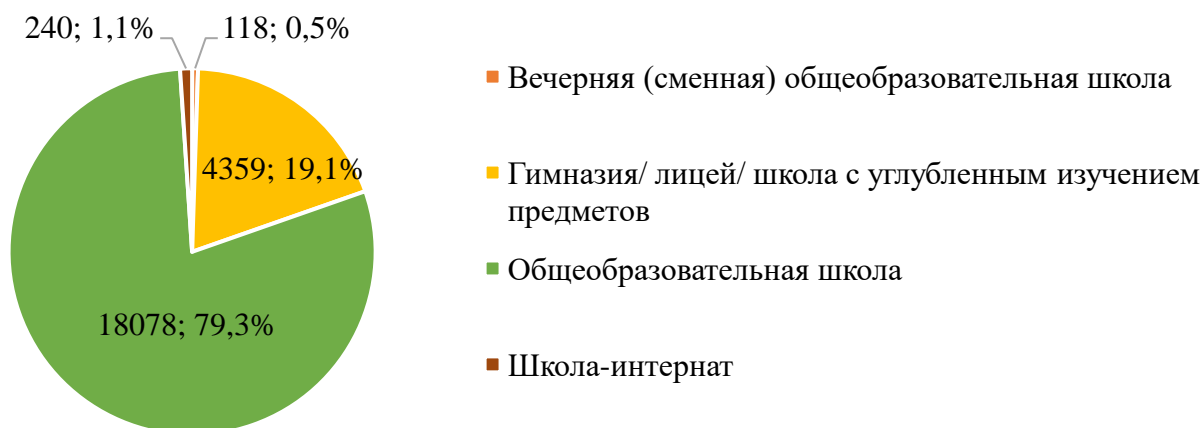 240; 1,1%
118; 0,5%
4359; 19,1%
18078; 79,3%
Вечерняя (сменная) общеобразовательная школа
Гимназия/ лицей/ школа с углубленным изучением
предметов
Общеобразовательная школа
Школа-интернат